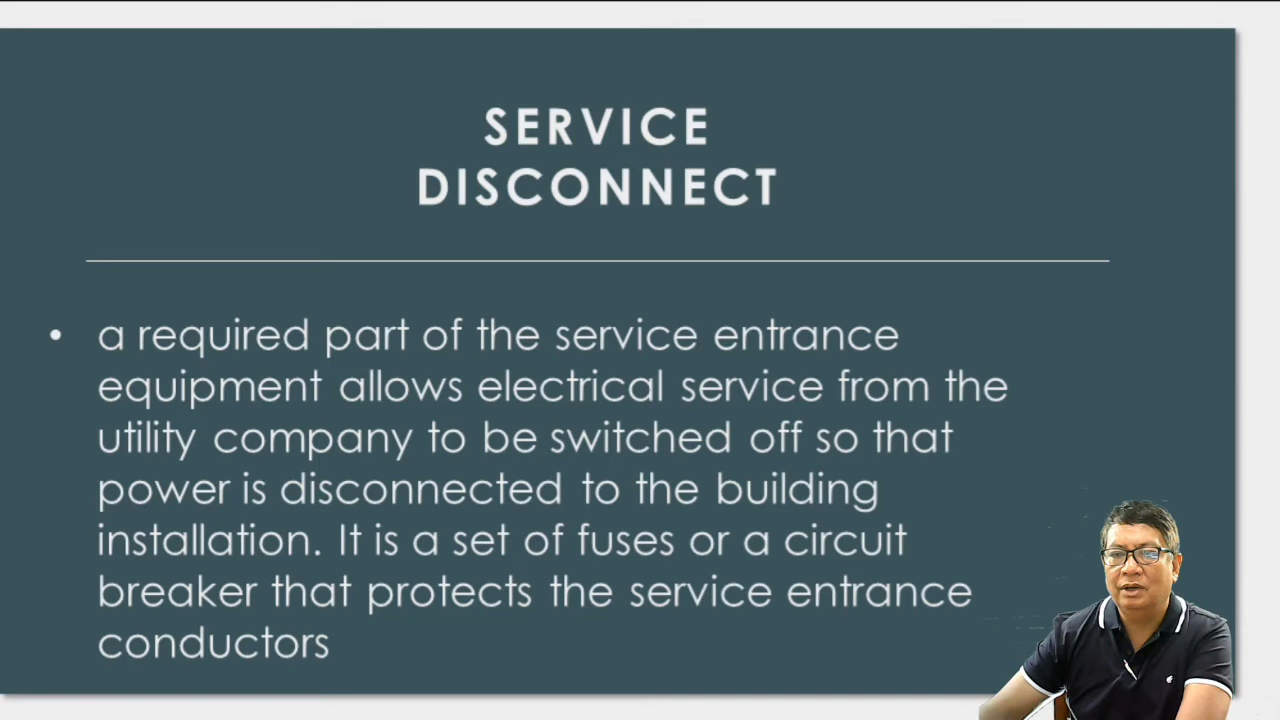 SERVICE
DISCONNECT
• a required part of the service entrance
equipment allows electrical service from the
utility company to be switched off so that
power is disconnected to the building
installation. It is a set of fuses or a circuit
breaker that protects the service entrance
conductors